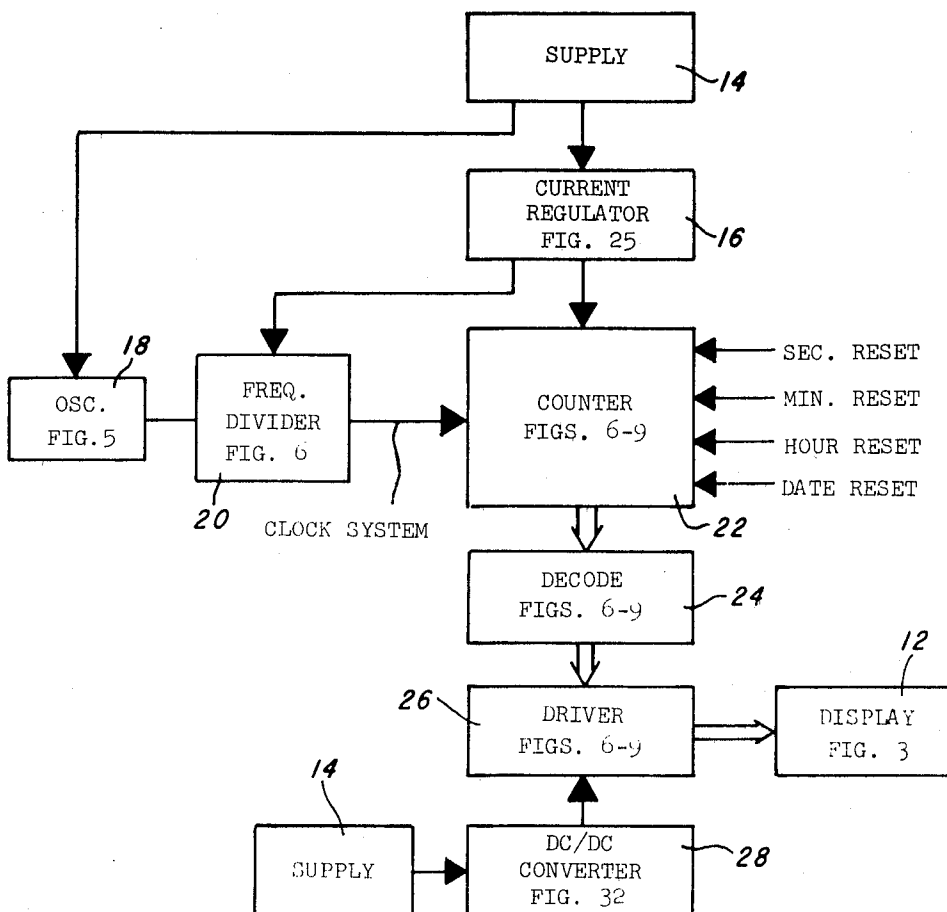 SUPPLY
14
CURRENT
REGULATOR
FIG. 25
16
18
OSC.
FIG.5
FREQ.
DIVIDER
FIG. 6
20
CLOCK SYSTEM
COUNTER
FIGS. 6-9
22
SEC. RESET
MIN. RESET
HOUR RESET
DATE RESET
DECODE
FIGS. 6-9
24
26
DRIVER
FIGS. 6-9
12
DISPLAY
FIG. 3
14
SUPPLY
DC/DC
CONVERTER
FIG. 32
28